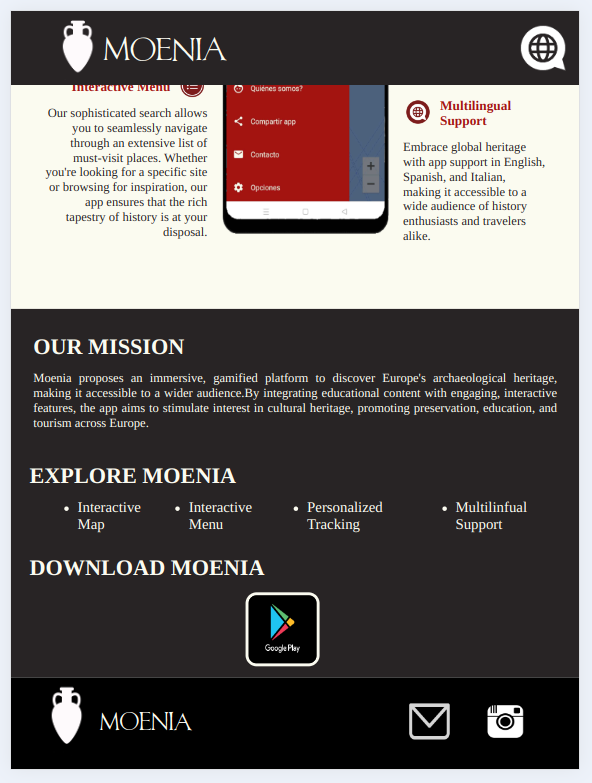 MOENIA
Interactive Menu
Our sophisticated search allows
you to seamlessly navigate
through an extensive list of
must-visit places. Whether
you're looking for a specific site
or browsing for inspiration, our
app ensures that the rich
tapestry of history is at your
disposal.
Quiénes somos?
Compartir app
Contacto
Opciones
+
−
Multilingual
Support
Embrace global heritage
with app support in English,
Spanish, and Italian,
making it accessible to a
wide audience of history
enthusiasts and travelers
alike.
OUR MISSION
Moenia proposes an immersive, gamified platform to discover Europe's archaeological heritage,
making it accessible to a wider audience.By integrating educational content with engaging, interactive
features, the app aims to stimulate interest in cultural heritage, promoting preservation, education, and
tourism across Europe.
EXPLORE MOENIA
• Interactive
Map
• Interactive
Menu
• Personalized
Tracking
• Multilinfual
Support
DOWNLOAD MOENIA
Google Play
MOENIA